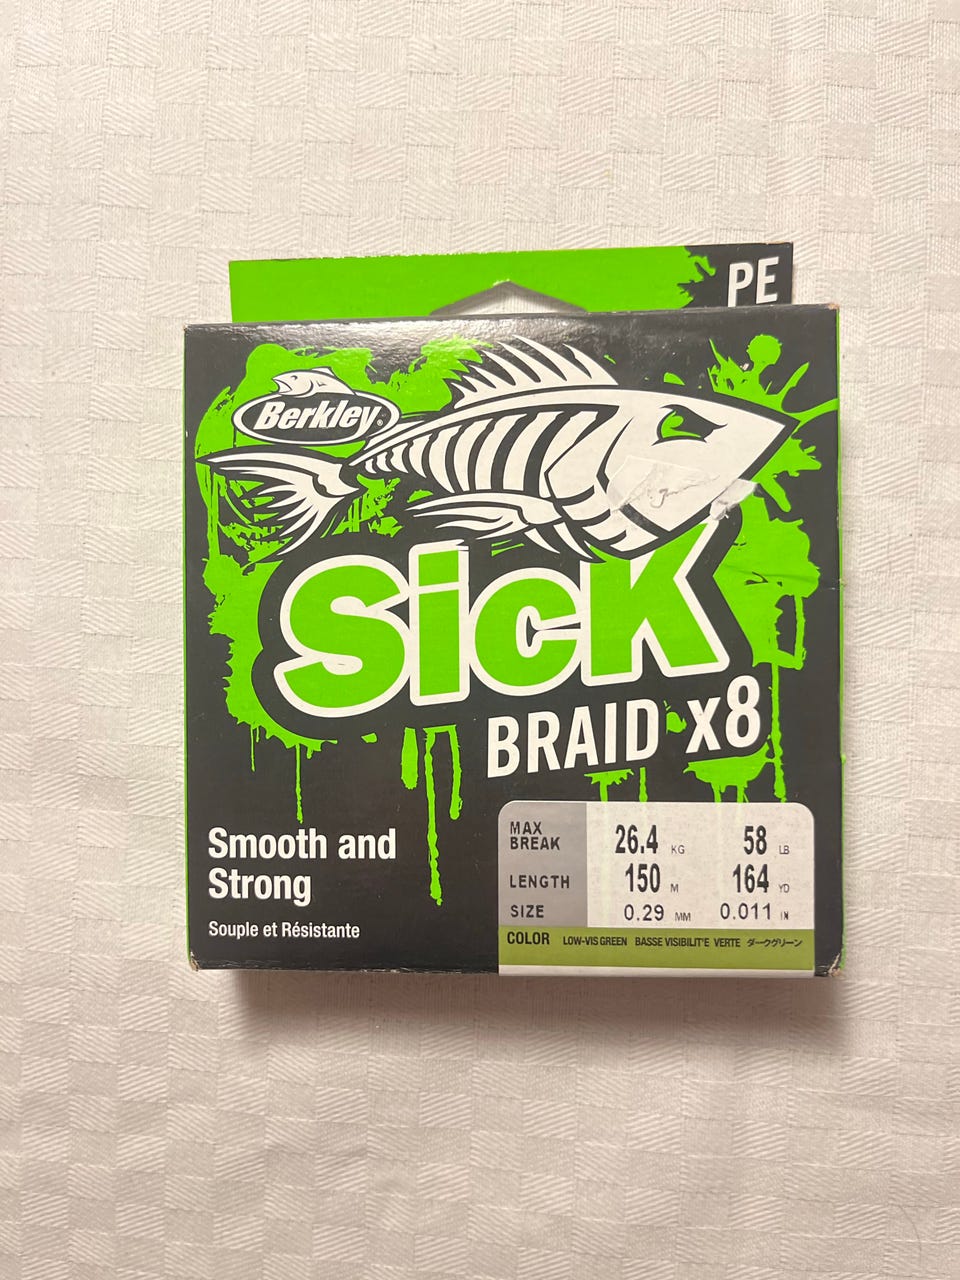 PE
Berkley®
Sick
BRAID x8
Smooth and
Strong
Souple et Résistante
MAX BREAK 26.4 KG 58 LB
LENGTH 150 M 164 YD
SIZE 0.29 MM 0.011 IN
COLOR LOW-VIS GREEN BASSE VISIBILIT'E VERTE ダークグリーン